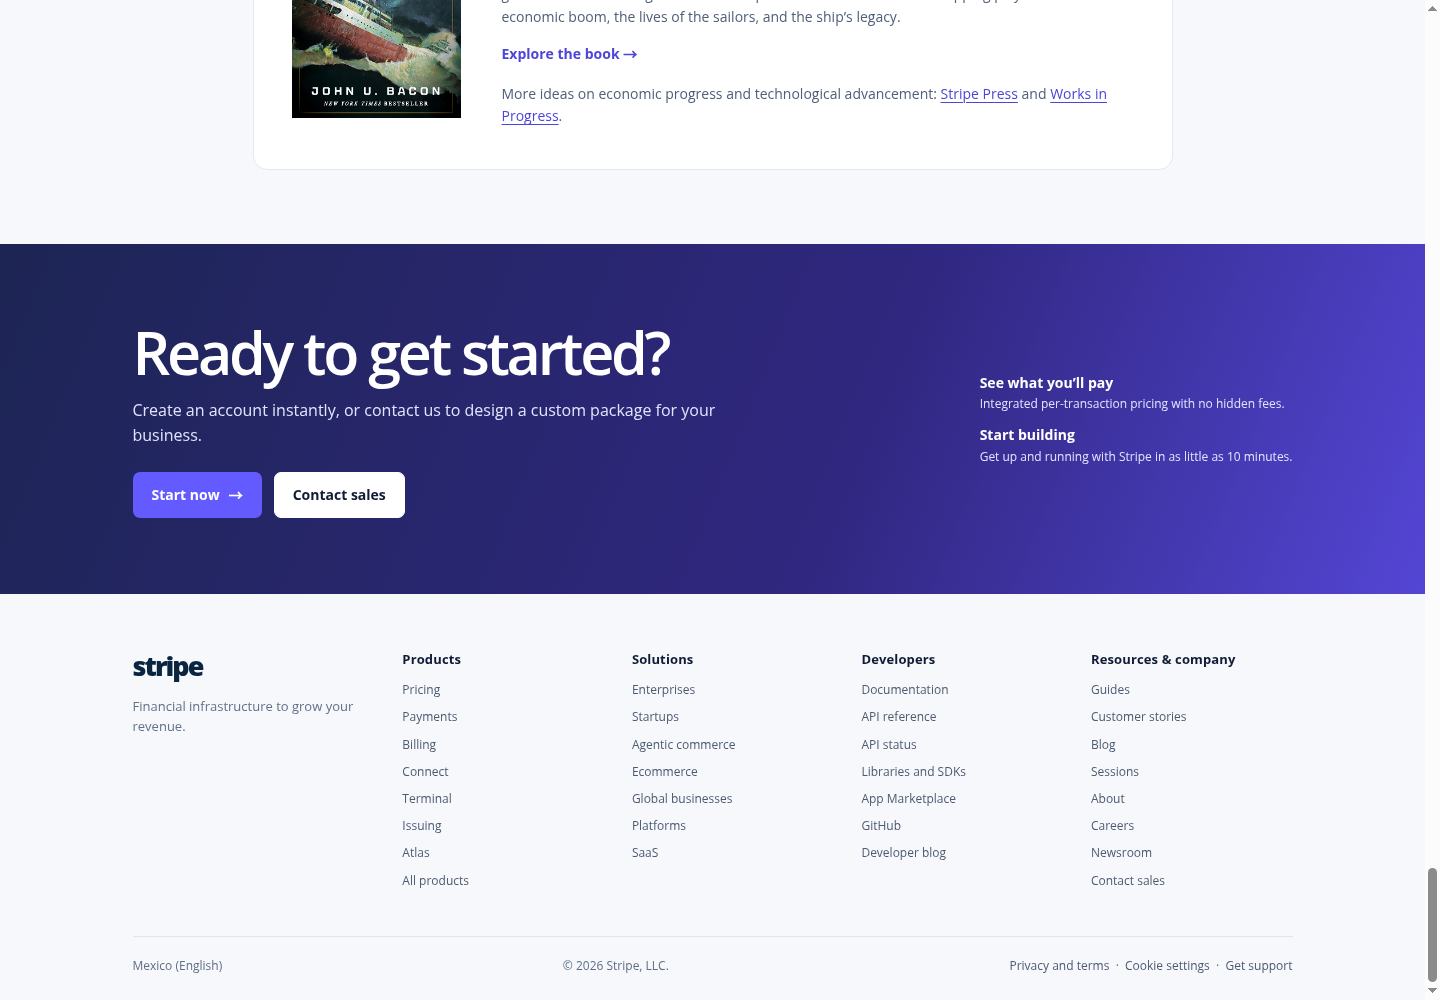 economic boom, the lives of the sailors, and the ship’s legacy.
Explore the book →
JOHN U. BACON
NEW YORK TIMES BESTSELLER
More ideas on economic progress and technological advancement: Stripe Press and Works in
Progress.
Ready to get started?
Create an account instantly, or contact us to design a custom package for your
business.
Start now →
Contact sales
See what you’ll pay
Integrated per-transaction pricing with no hidden fees.
Start building
Get up and running with Stripe in as little as 10 minutes.
stripe
Financial infrastructure to grow your
revenue.
Products
Pricing
Payments
Billing
Connect
Terminal
Issuing
Atlas
All products
Solutions
Enterprises
Startups
Agentic commerce
Ecommerce
Global businesses
Platforms
SaaS
Developers
Documentation
API reference
API status
Libraries and SDKs
App Marketplace
GitHub
Developer blog
Resources & company
Guides
Customer stories
Blog
Sessions
About
Careers
Newsroom
Contact sales
Mexico (English)
© 2026 Stripe, LLC.
Privacy and terms · Cookie settings · Get support